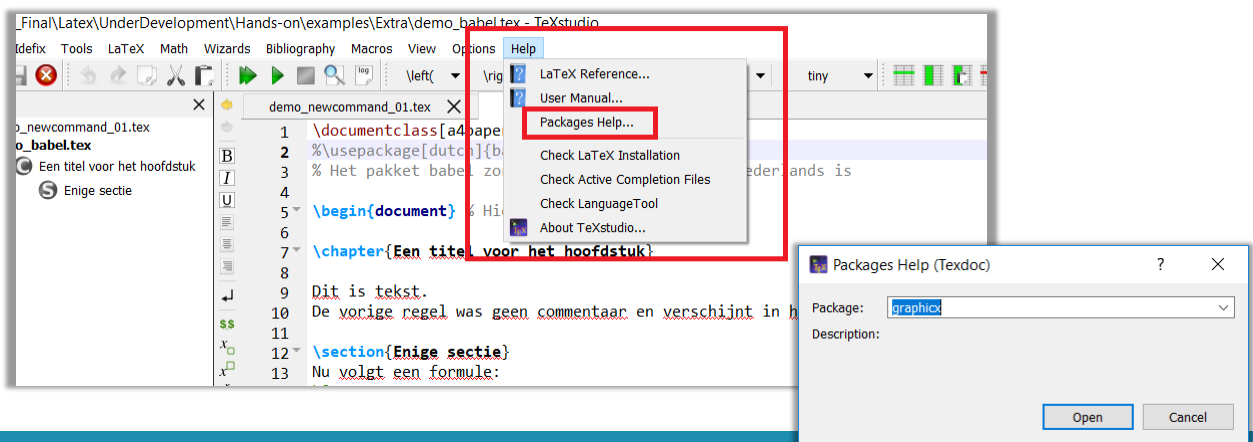 _Final\Latex\UnderDevelopment\Hands-on\examples\Extra\demo_babel.tex - TeXstudio
Idefix Tools LaTeX Math Wizards Bibliography Macros View Options Help
log \left( tiny
LaTeX Reference...
User Manual...
Packages Help...
Check LaTeX Installation
Check Active Completion Files
Check LanguageTool
About TeXstudio...
demo_newcommand_01.tex
_newcommand_01.tex
o_babel.tex
C Een titel voor het hoofdstuk
S Enige sectie
B
I
U
$$
x
x
1 \documentclass[a4paper
2 %\usepackage[dutch]{ba
3 % Het pakket babel zor ederlands is
4
5 \begin{document} % Hi
6
7 \chapter{Een titel voor het hoofdstuk}
8
9 Dit is tekst.
10 De vorige regel was geen commentaar en verschijnt in h
11
12 \section{Enige sectie}
13 Nu volgt een formule:
Packages Help (Texdoc) ?
Package: graphicx
Description:
Open Cancel